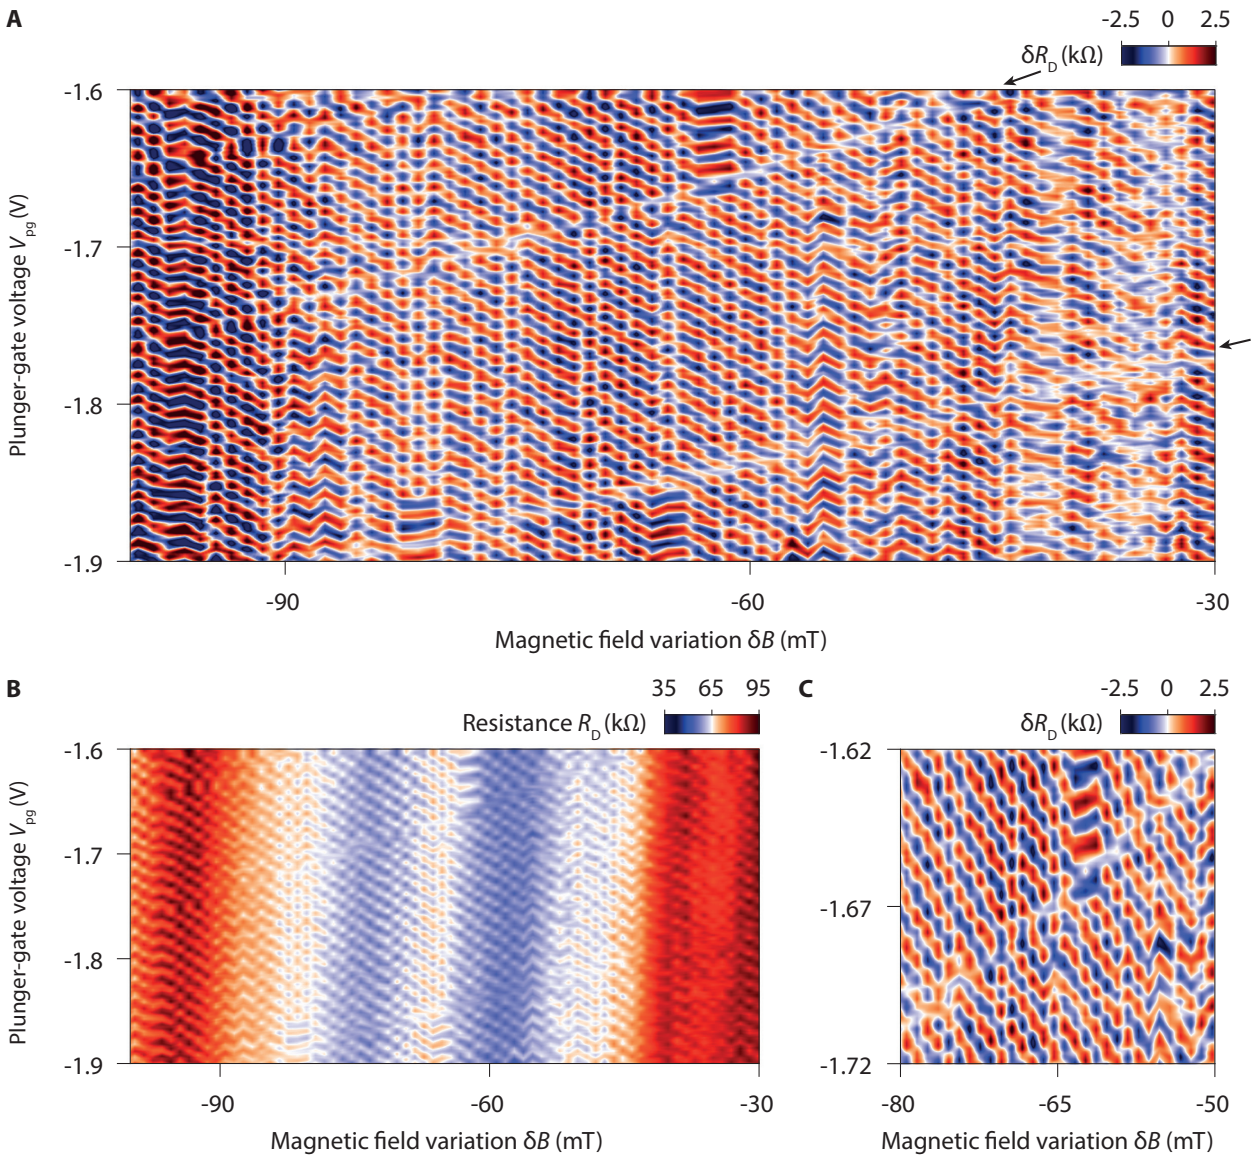 A
-2.5 0 2.5
δR_D (kΩ)
-1.6
-1.7
-1.8
-1.9
Plunger-gate voltage V_pg (V)
-90 -60 -30
Magnetic field variation δB (mT)
B
35 65 95
Resistance R_D (kΩ)
-1.6
-1.7
-1.8
-1.9
Plunger-gate voltage V_pg (V)
-90 -60 -30
Magnetic field variation δB (mT)
C
-2.5 0 2.5
δR_D (kΩ)
-1.62
-1.67
-1.72
-80 -65 -50
Magnetic field variation δB (mT)